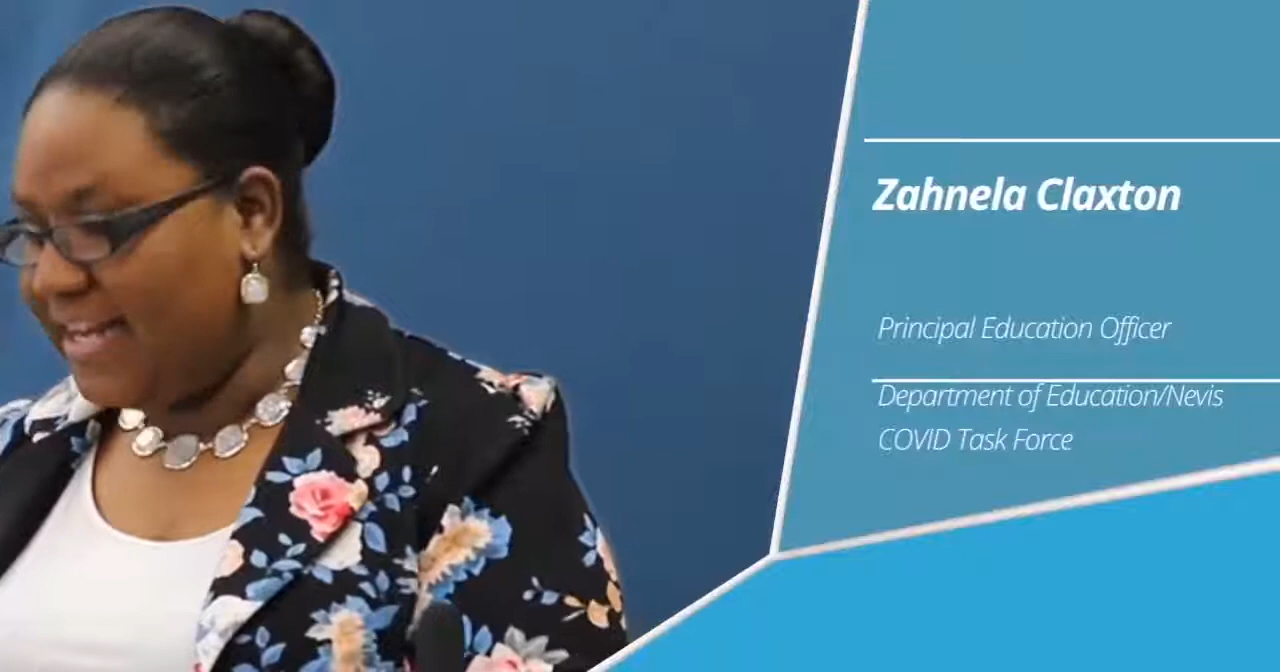 Zahnela Claxton
Principal Education Officer
Department of Education/Nevis
COVID Task Force